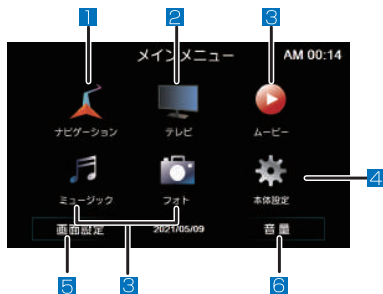 1 2 3
メインメニュー AM 00:14
ナビゲーション テレビ ムービー
4
ミュージック フォト 本体設定
画面設定 2021/05/09 音量
5 3 6